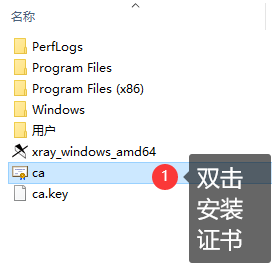 名称
PerfLogs
Program Files
Program Files (x86)
Windows
用户
xray_windows_amd64
ca
ca.key
1
双击
安装
证书